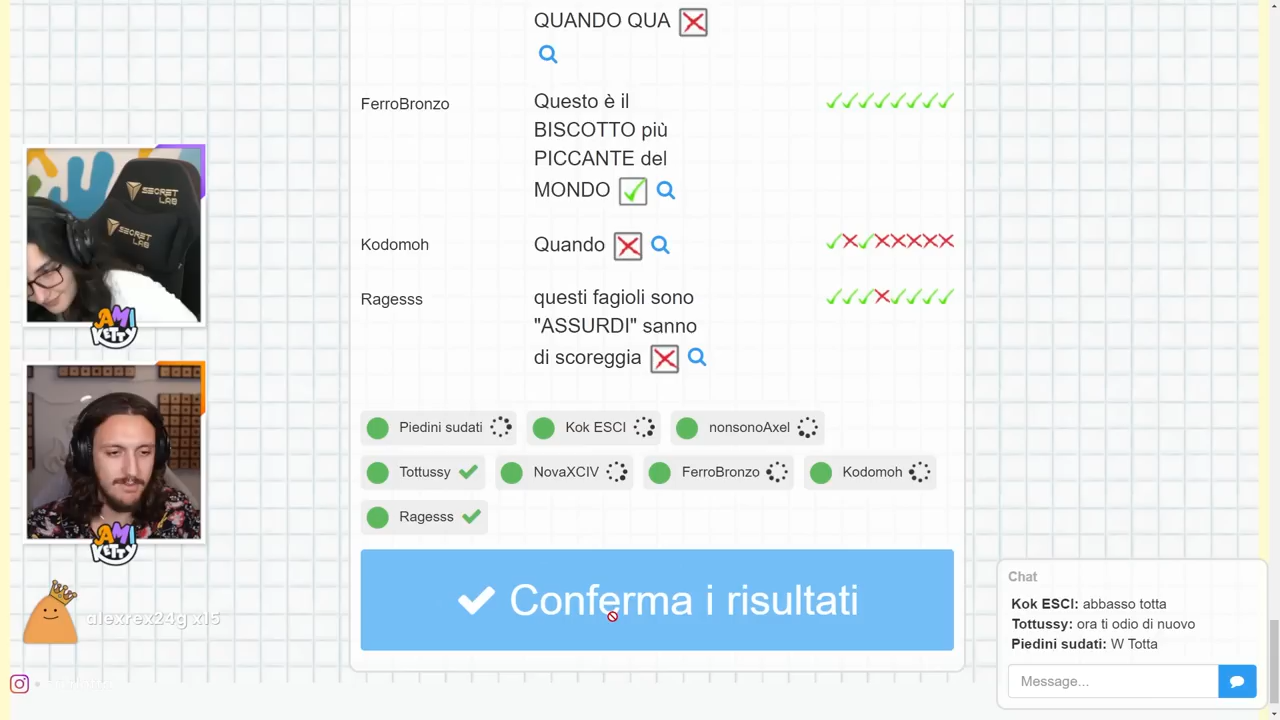 QUANDO QUA
FerroBronzo
Questo è il
BISCOTTO più
PICCANTE del
MONDO
Kodomoh
Quando
Ragesss
questi fagioli sono
"ASSURDI" sanno
di scoreggia
Piedini sudati
Kok ESCI
nonsonoAxel
Tottussy
NovaXCIV
FerroBronzo
Kodomoh
Ragesss
Conferma i risultati
SECRET
LAB
SECRET
LAB
AMI
KETTY
AMI
KETTY
alexrex24g x15
Chat
Kok ESCI: abbasso totta
Tottussy: ora ti odio di nuovo
Piedini sudati: W Totta
Message...